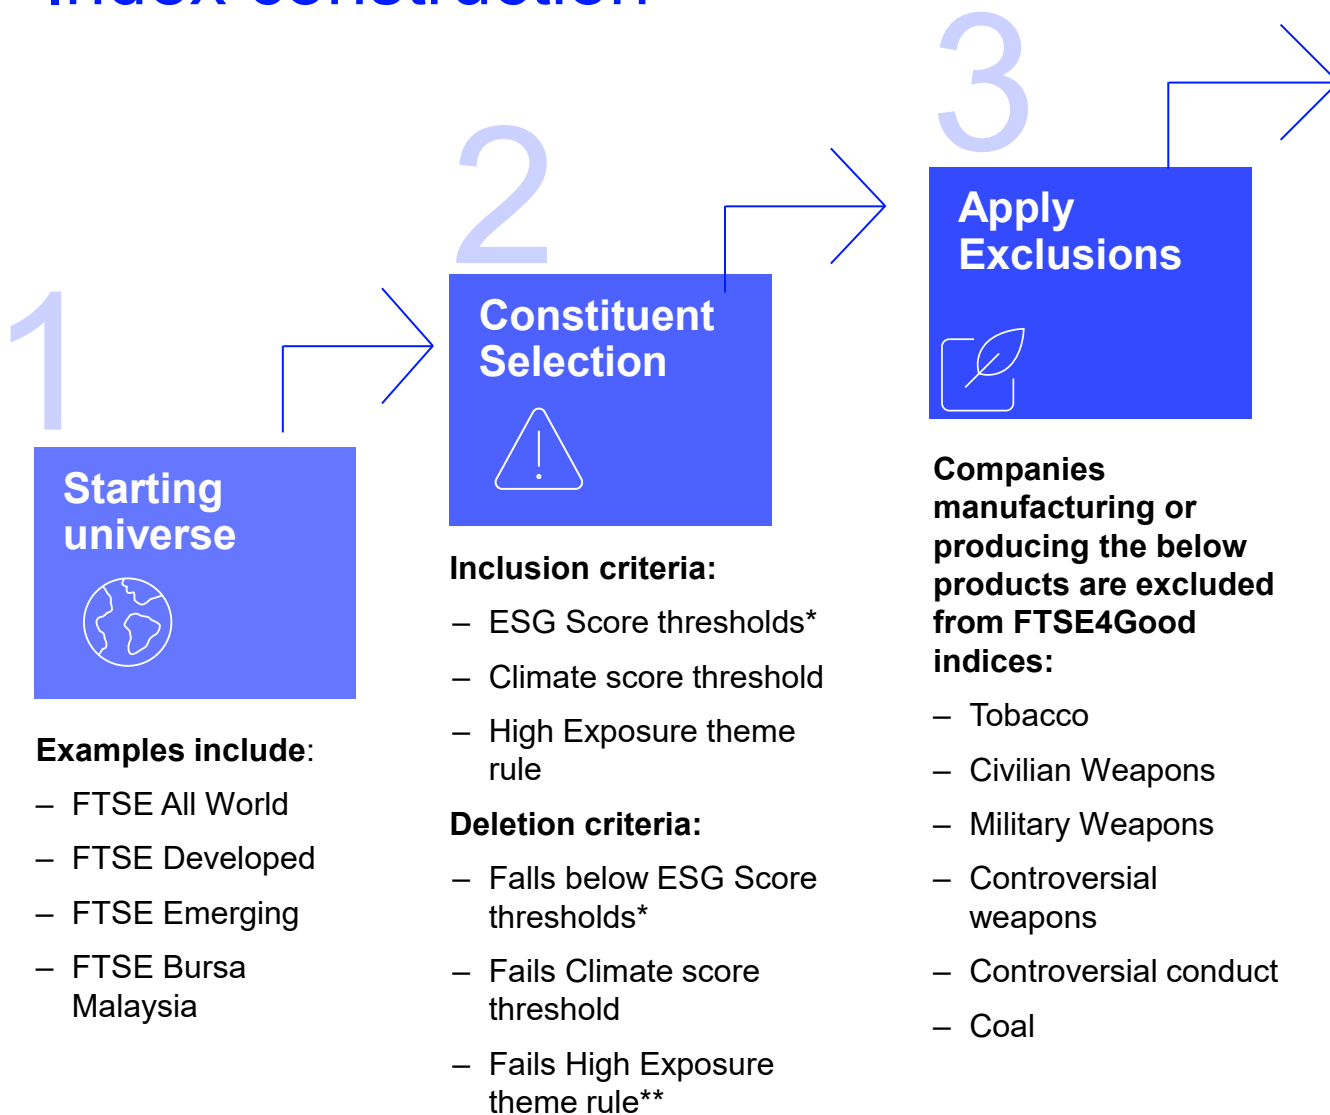 Index construction
1
Starting
universe
Examples include:
– FTSE All World
– FTSE Developed
– FTSE Emerging
– FTSE Bursa
Malaysia
2
Constituent
Selection
Inclusion criteria:
– ESG Score thresholds*
– Climate score threshold
– High Exposure theme
rule
Deletion criteria:
– Falls below ESG Score
thresholds*
– Fails Climate score
threshold
– Fails High Exposure
theme rule**
3
Apply
Exclusions
Companies
manufacturing or
producing the below
products are excluded
from FTSE4Good
indices:
– Tobacco
– Civilian Weapons
– Military Weapons
– Controversial
weapons
– Controversial conduct
– Coal